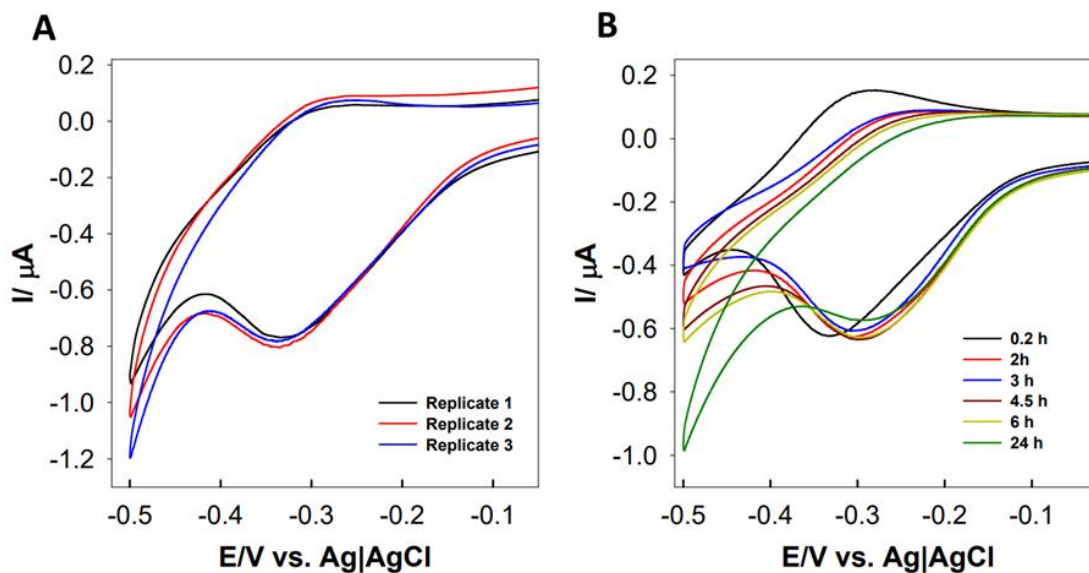 A
0.2
0.0
-0.2
-0.4
-0.6
-0.8
-1.0
-1.2
I/ μA
Replicate 1
Replicate 2
Replicate 3
-0.5
-0.4
-0.3
-0.2
-0.1
E/V vs. Ag|AgCl
B
0.2
0.0
-0.2
-0.4
-0.6
-0.8
-1.0
I/ μA
0.2 h
2h
3 h
4.5 h
6 h
24 h
-0.5
-0.4
-0.3
-0.2
-0.1
E/V vs. Ag|AgCl